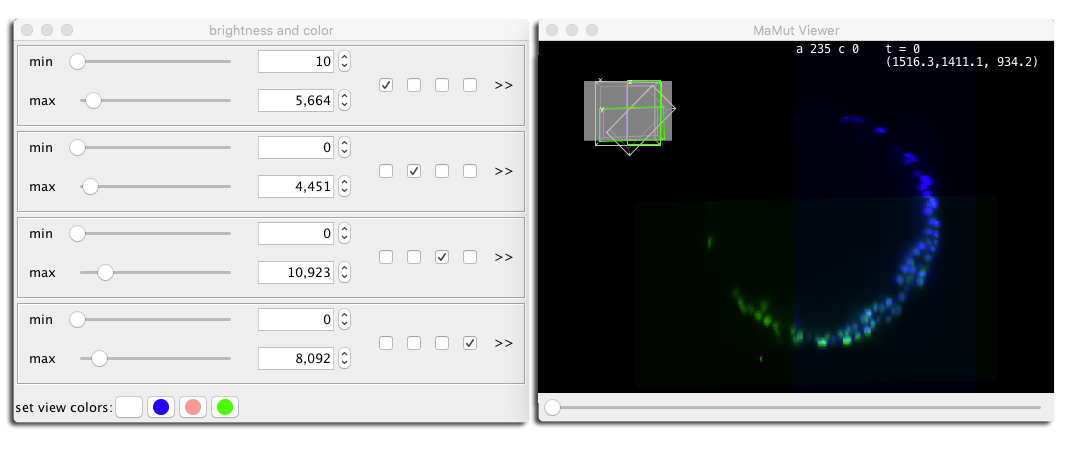 brightness and color
min 10
max 5,664 >>
min 0
max 4,451 >>
min 0
max 10,923 >>
min 0
max 8,092 >>
set view colors:
MaMut Viewer
a 235 c 0 t = 0
(1516.3,1411.1, 934.2)
x
z
y